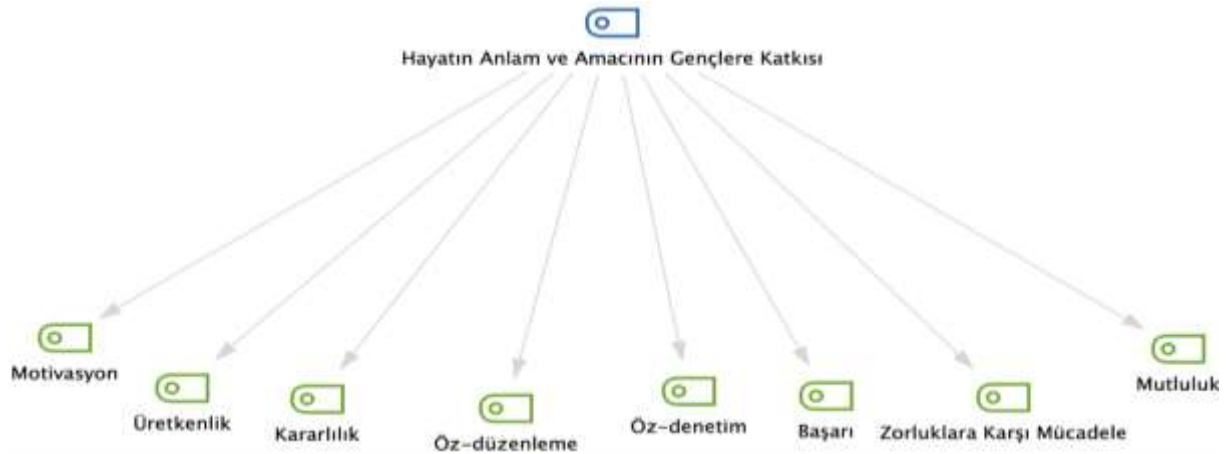 Hayatın Anlam ve Amacının Gençlere Katkısı
Motivasyon
Üretkenlik
Kararlılık
Öz-düzenleme
Öz-denetim
Başarı
Zorluklara Karşı Mücadele
Mutluluk